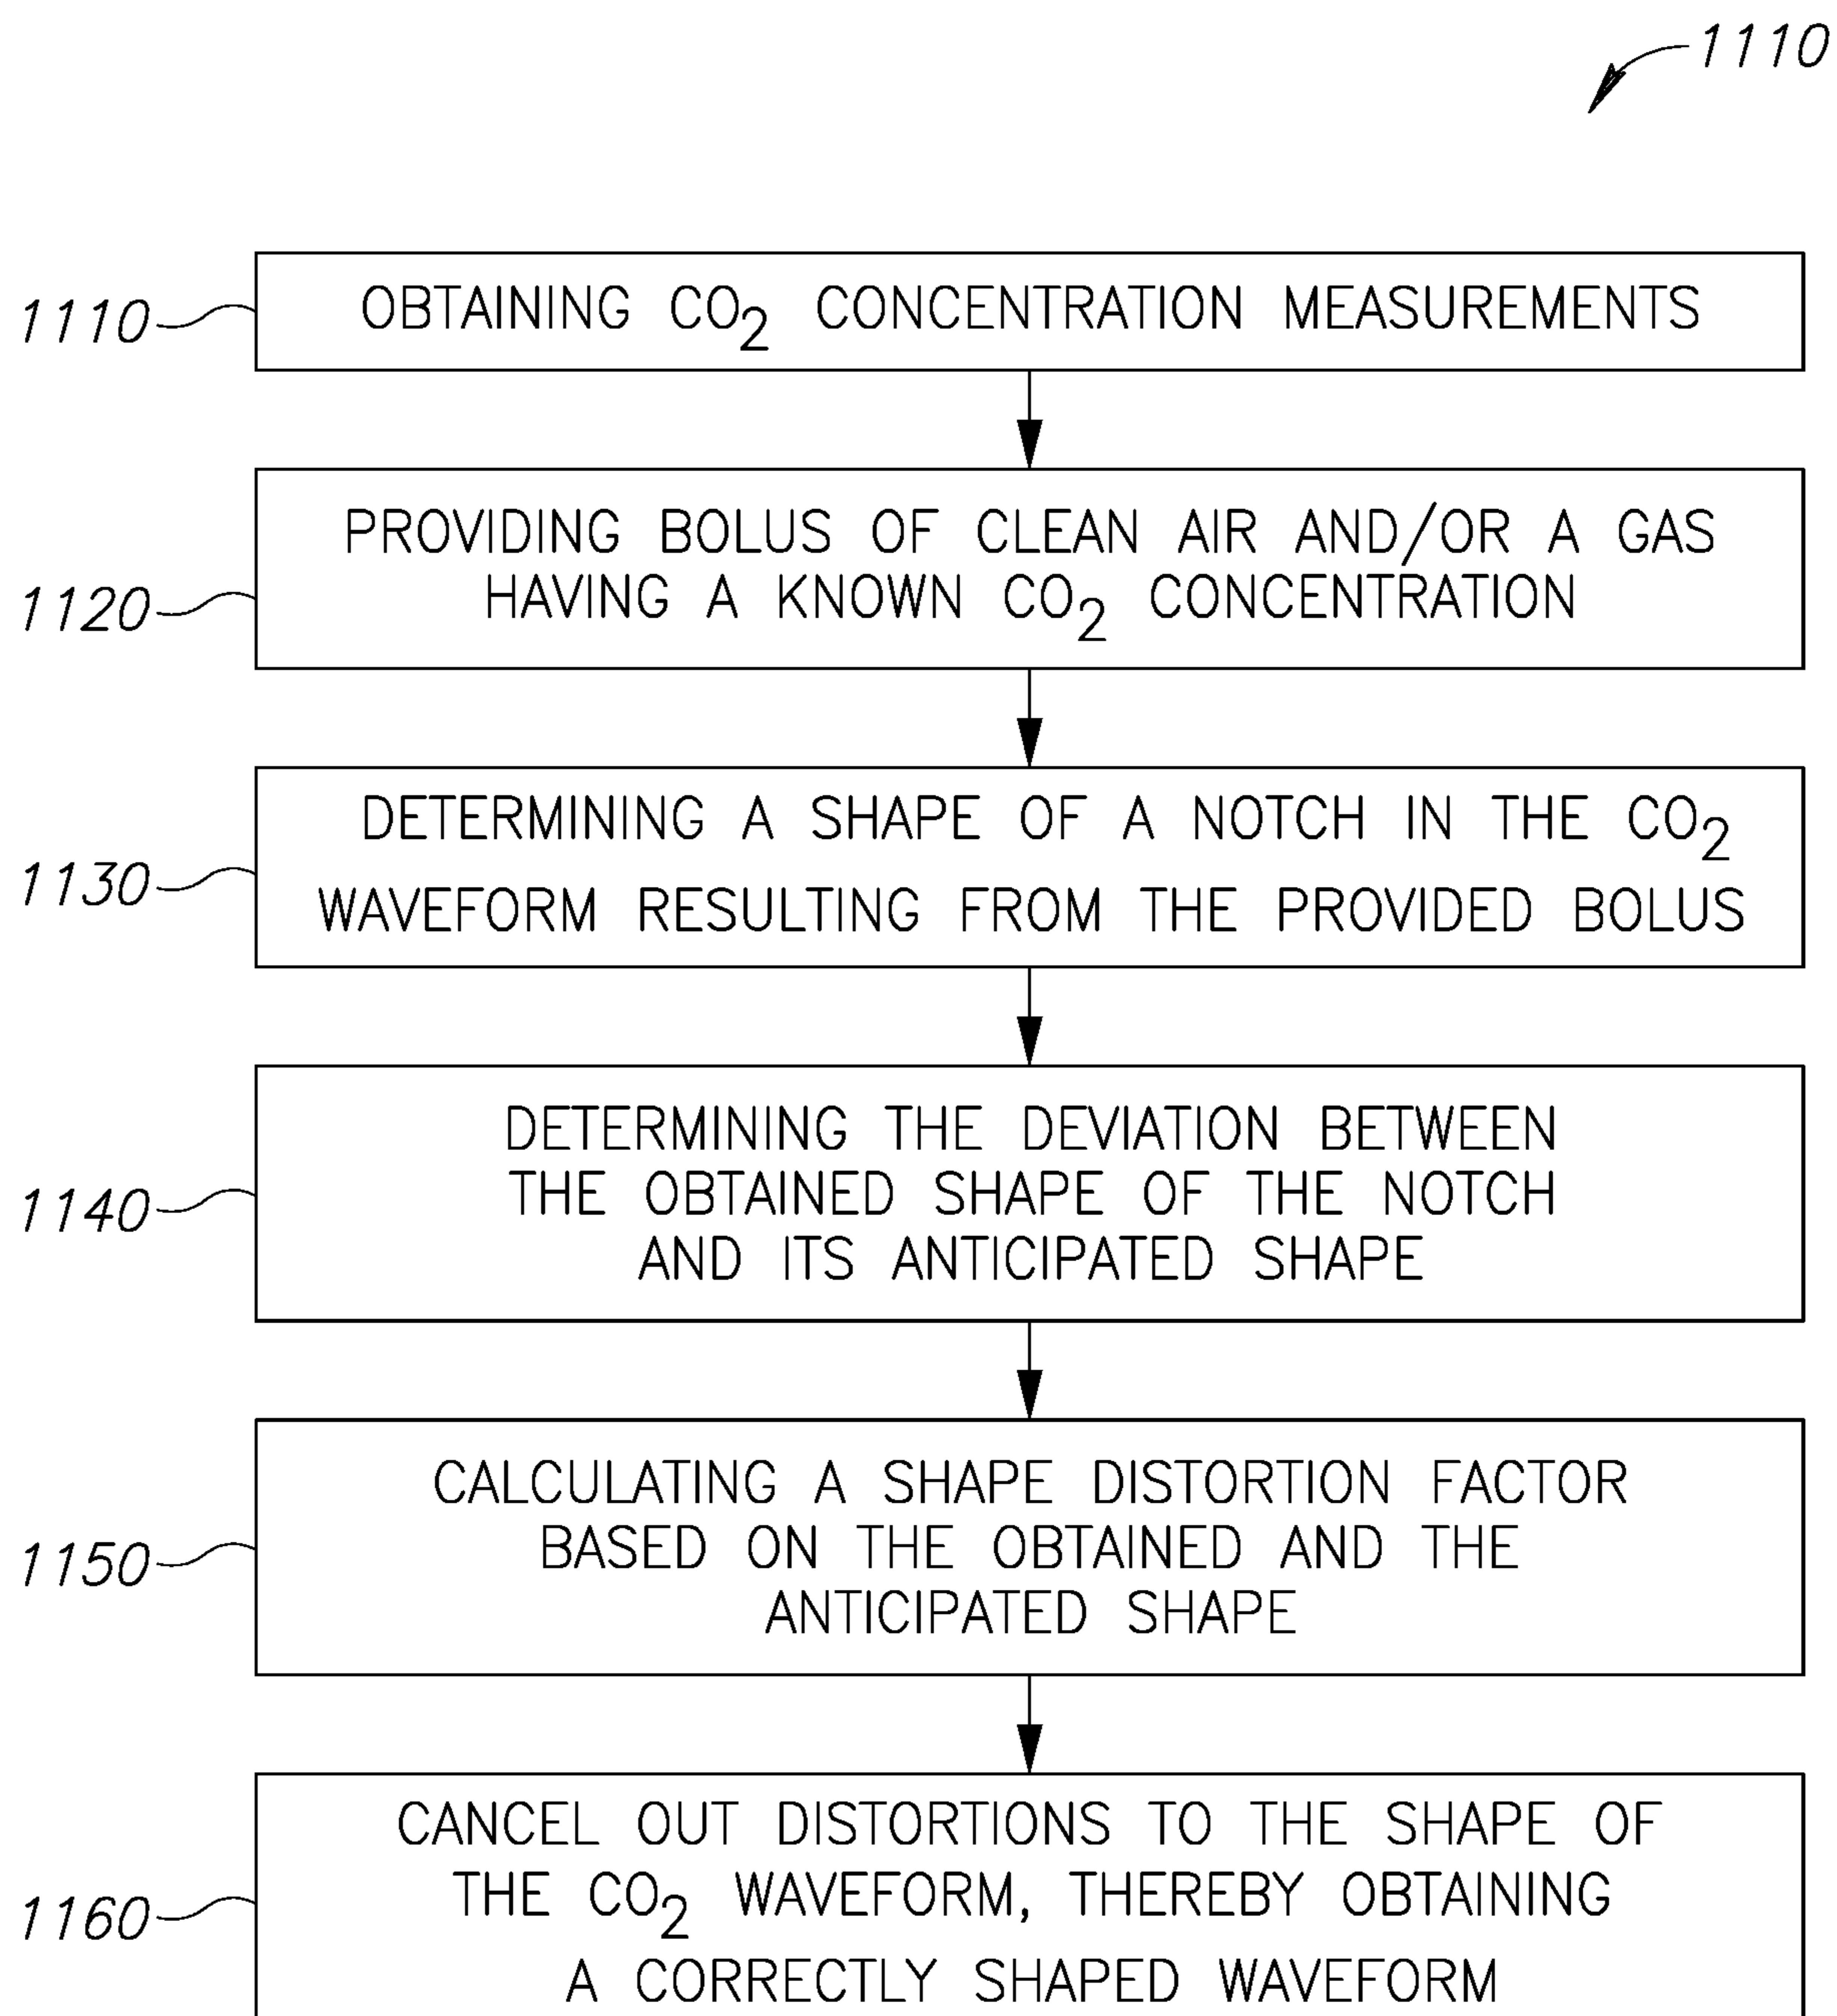 1110
1110
OBTAINING CO2 CONCENTRATION MEASUREMENTS
1120
PROVIDING BOLUS OF CLEAN AIR AND/OR A GAS
HAVING A KNOWN CO2 CONCENTRATION
1130
DETERMINING A SHAPE OF A NOTCH IN THE CO2
WAVEFORM RESULTING FROM THE PROVIDED BOLUS
1140
DETERMINING THE DEVIATION BETWEEN
THE OBTAINED SHAPE OF THE NOTCH
AND ITS ANTICIPATED SHAPE
1150
CALCULATING A SHAPE DISTORTION FACTOR
BASED ON THE OBTAINED AND THE
ANTICIPATED SHAPE
1160
CANCEL OUT DISTORTIONS TO THE SHAPE OF
THE CO2 WAVEFORM, THEREBY OBTAINING
A CORRECTLY SHAPED WAVEFORM